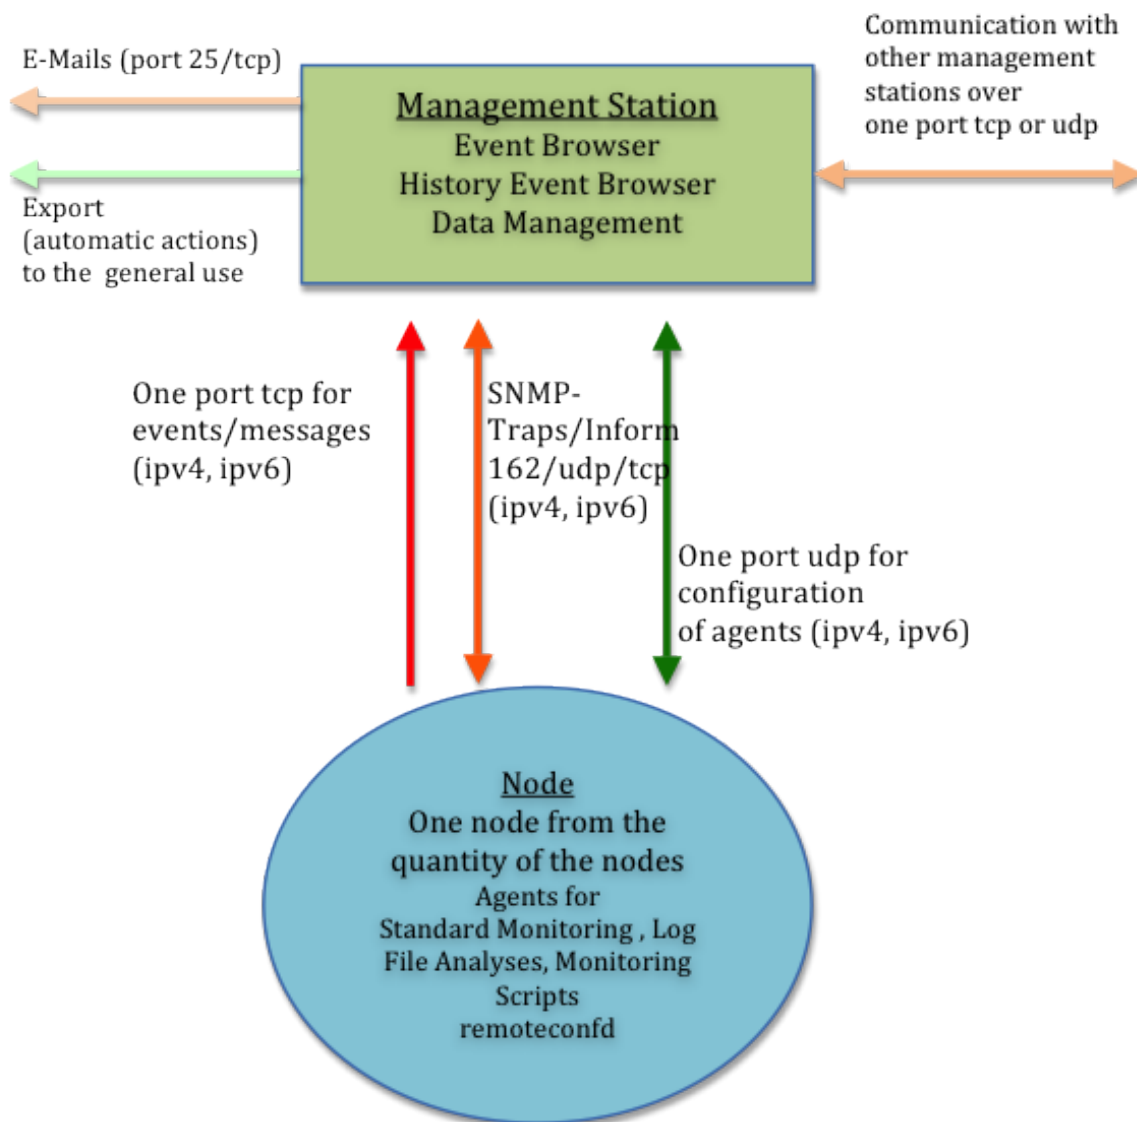 E-Mails (port 25/tcp)
Export
(automatic actions)
to the general use
Management Station
Event Browser
History Event Browser
Data Management
Communication with
other management
stations over
one port tcp or udp
One port tcp for
events/messages
(ipv4, ipv6)
SNMP-
Traps/Inform
162/udp/tcp
(ipv4, ipv6)
One port udp for
configuration
of agents (ipv4, ipv6)
Node
One node from the
quantity of the nodes
Agents for
Standard Monitoring , Log
File Analyses, Monitoring
Scripts
remoteconfd